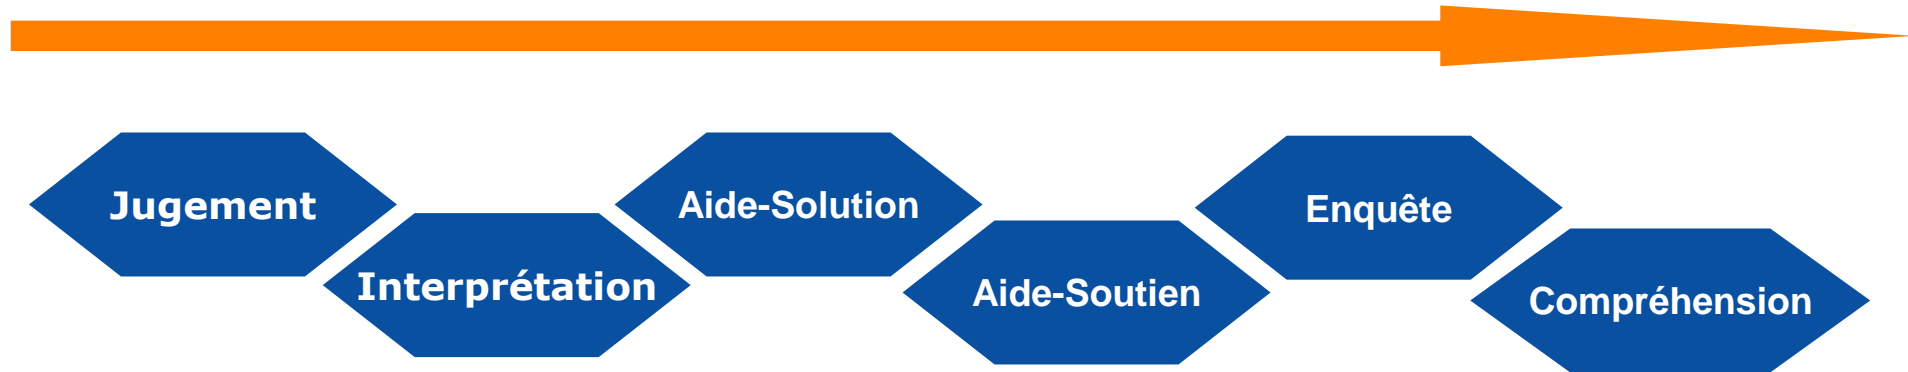 Jugement
Interprétation
Aide-Solution
Aide-Soutien
Enquête
Compréhension